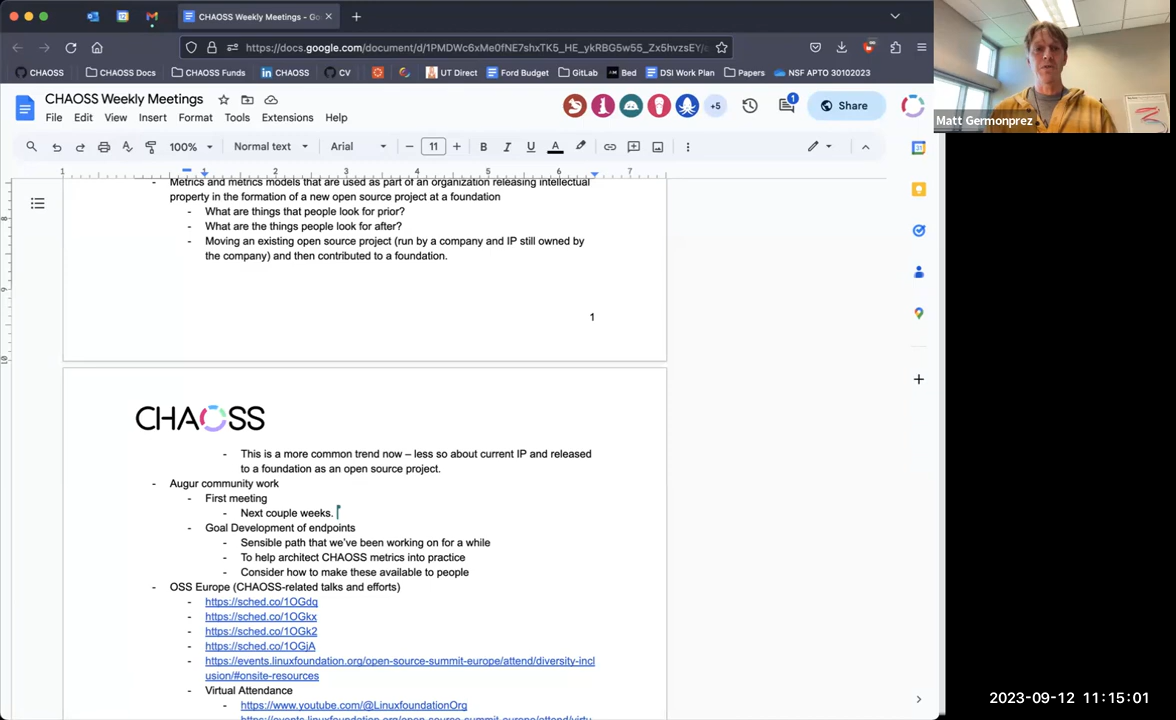 CHAOSS Weekly Meetings - Go
https://docs.google.com/document/d/1PMDWc6xMe0fNE7shxTK5_HE_ykRBG5w55_Zx5hvzsEY/
CHAOSS CHAOSS Docs CHAOSS Funds CHAOSS CV UT Direct Ford Budget GitLab Bed DSI Work Plan Papers NSF APTO 30102023
CHAOSS Weekly Meetings
+5 1 Share
File Edit View Insert Format Tools Extensions Help
Matt Germonprez
100% Normal text Arial 11 B I U A
1 1 2 3 4 5 6 7
- Metrics and metrics models that are used as part of an organization releasing intellectual
property in the formation of a new open source project at a foundation
- What are things that people look for prior?
- What are the things people look for after?
- Moving an existing open source project (run by a company and IP still owned by
the company) and then contributed to a foundation.
1
CHAOSS
- This is a more common trend now – less so about current IP and released
to a foundation as an open source project.
- Augur community work
- First meeting
- Next couple weeks.
- Goal Development of endpoints
- Sensible path that we've been working on for a while
- To help architect CHAOSS metrics into practice
- Consider how to make these available to people
- OSS Europe (CHAOSS-related talks and efforts)
- https://sched.co/1OGdq
- https://sched.co/1OGkx
- https://sched.co/1OGk2
- https://sched.co/1OGjA
- https://events.linuxfoundation.org/open-source-summit-europe/attend/diversity-incl
usion/#onsite-resources
- Virtual Attendance
- https://www.youtube.com/@LinuxfoundationOrg
2023-09-12 11:15:01